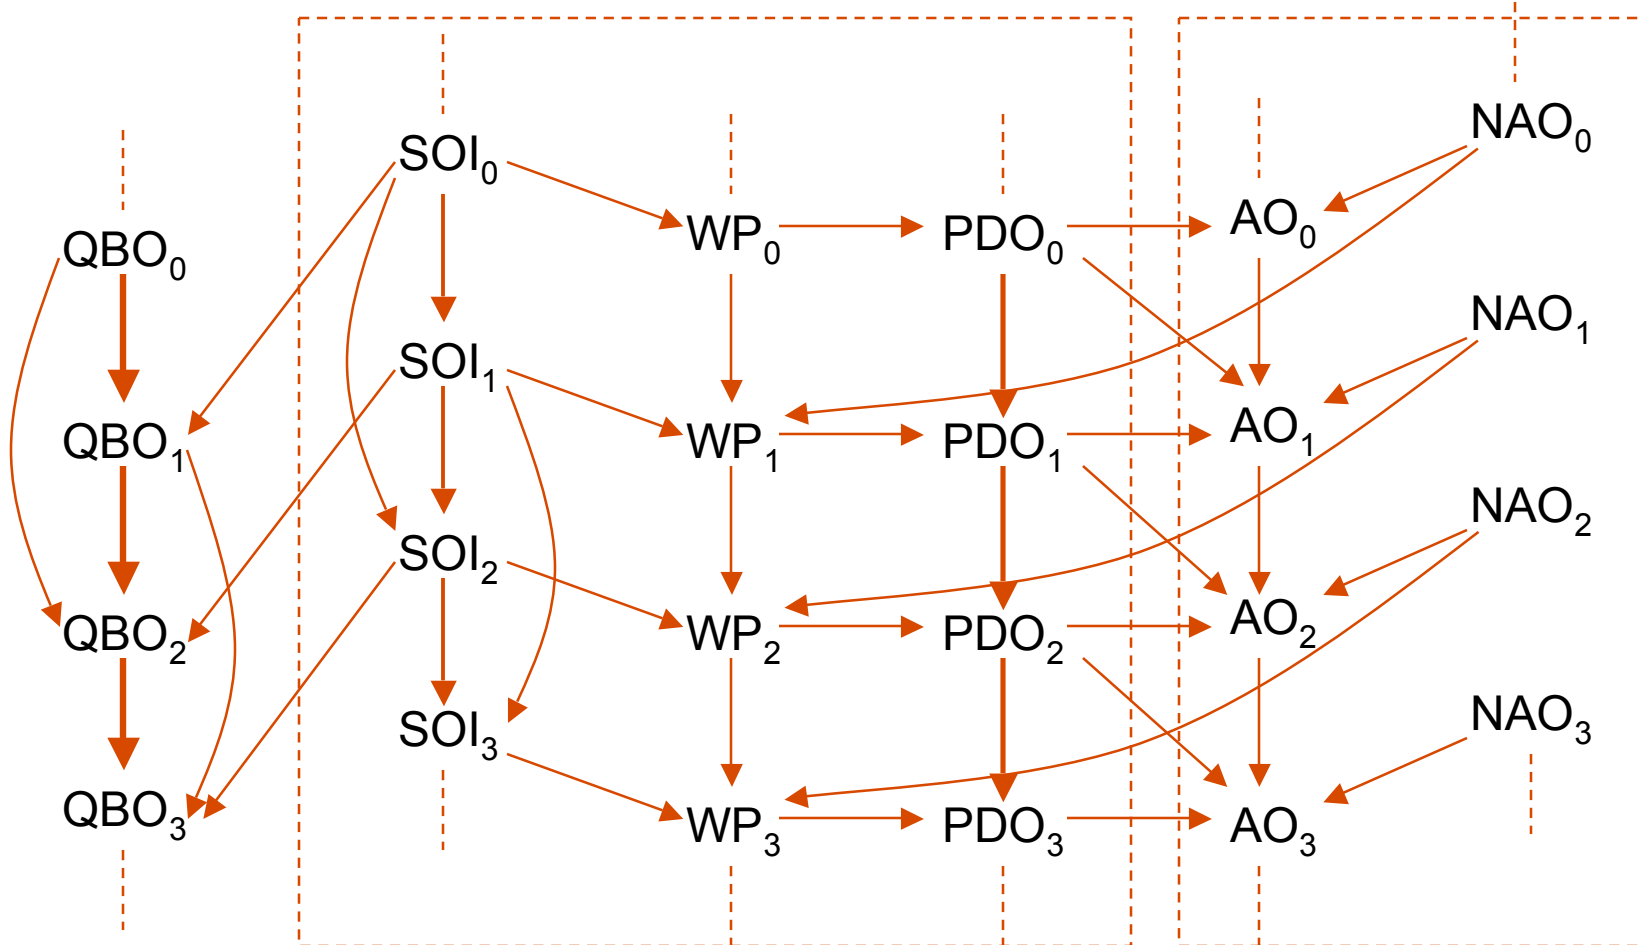 NAO0
SOI0
AO0
QBO0
WP0
PDO0
NAO1
SOI1
AO1
QBO1
WP1
PDO1
NAO2
SOI2
AO2
QBO2
WP2
PDO2
NAO3
SOI3
QBO3
WP3
PDO3
AO3